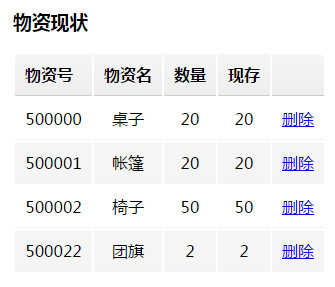 物资现状
物资号 物资名 数量 现存
500000 桌子 20 20 删除
500001 帐篷 20 20 删除
500002 椅子 50 50 删除
500022 团旗 2 2 删除